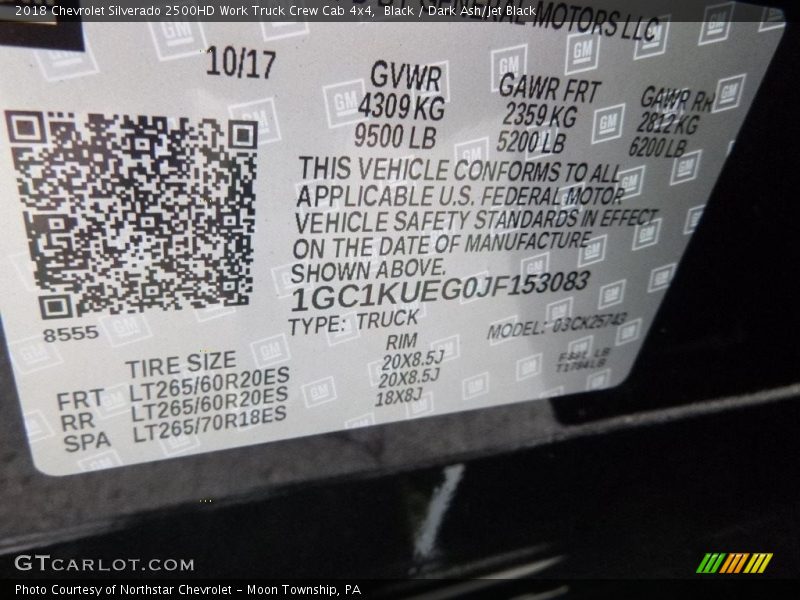 2018 Chevrolet Silverado 2500HD Work Truck Crew Cab 4x4, Black / Dark Ash/Jet Black
BY GENERAL MOTORS LLC
10/17
GVWR GAWR FRT GAWR RR
4309 KG 2359 KG 2812 KG
9500 LB 5200 LB 6200 LB
THIS VEHICLE CONFORMS TO ALL
APPLICABLE U.S. FEDERAL MOTOR
VEHICLE SAFETY STANDARDS IN EFFECT
ON THE DATE OF MANUFACTURE
SHOWN ABOVE.
1GC1KUEG0JF153083
8555
TYPE: TRUCK MODEL: 03CK25743
TIRE SIZE RIM
FRT LT265/60R20ES 20X8.5J
RR LT265/60R20ES 20X8.5J
SPA LT265/70R18ES 18X8J
T1784LB
GM
GTCARLOT.COM
Photo Courtesy of Northstar Chevrolet - Moon Township, PA